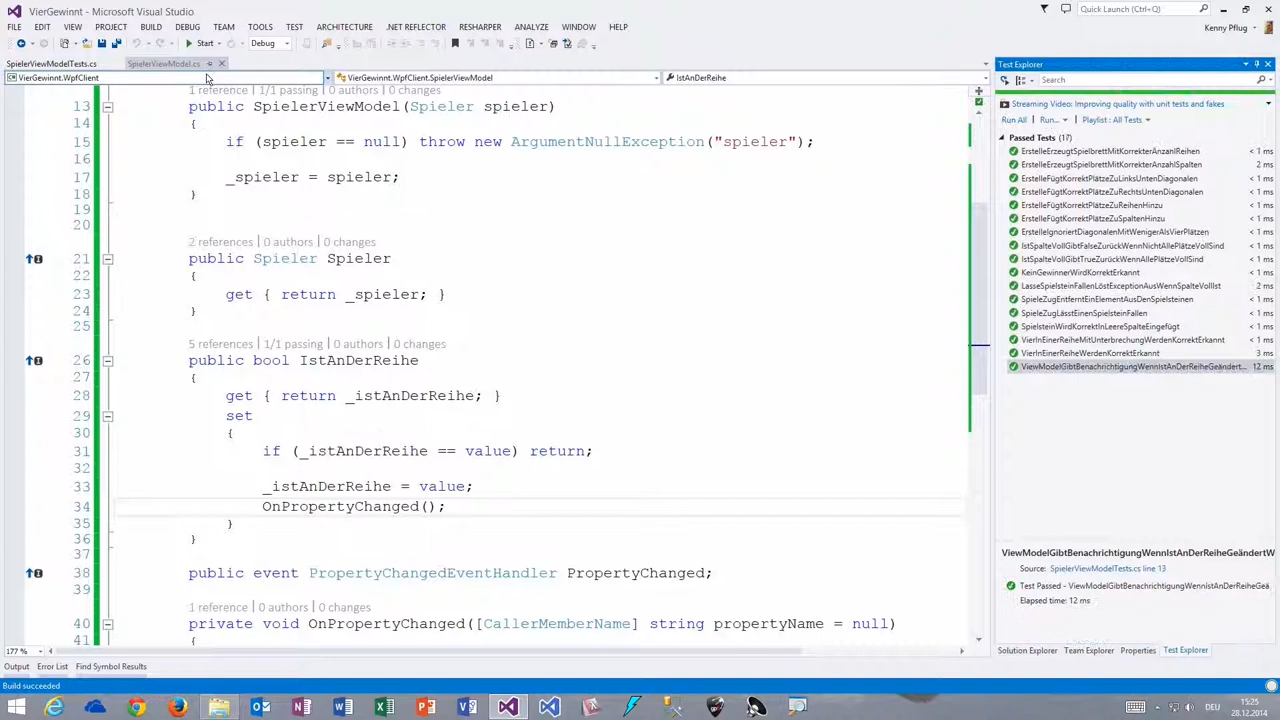 VierGewinnt - Microsoft Visual Studio
Quick Launch (Ctrl+Q)
FILE EDIT VIEW PROJECT BUILD DEBUG TEAM TOOLS TEST ARCHITECTURE RESHARPER ANALYZE WINDOW HELP
Kenny Pflug
Start Debug
SpielerViewModelTests.cs SpielerViewModel.cs
VierGewinnt.WpfClient VierGewinnt.WpfClient.SpielerViewModel IstAnDerReihe
1 reference | 1/1 passing | 0 authors | 0 changes
13 public SpielerViewModel(Spieler spieler)
14 {
15 if (spieler == null) throw new ArgumentNullException("spieler");
16
17 _spieler = spieler;
18 }
19
20
2 references | 0 authors | 0 changes
21 public Spieler Spieler
22 {
23 get { return _spieler; }
24 }
25
5 references | 1/1 passing | 0 authors | 0 changes
26 public bool IstAnDerReihe
27 {
28 get { return _istAnDerReihe; }
29 set
30 {
31 if (_istAnDerReihe == value) return;
32
33 _istAnDerReihe = value;
34 OnPropertyChanged();
35 }
36 }
37
38 public event PropertyChangedEventHandler PropertyChanged;
39
1 reference | 0 authors | 0 changes
40 private void OnPropertyChanged([CallerMemberName] string propertyName = null)
41 {
177 %
Test Explorer
Search
Streaming Video: Improving quality with unit tests and fakes
Run All Run... Playlist : All Tests
Passed Tests (17)
ErstelleErzeugtSpielbrettMitKorrekterAnzahlReihen < 1 ms
ErstelleErzeugtSpielbrettMitKorrekterAnzahlSpalten 2 ms
ErstelleFügtKorrektPlätzeZuLinksUntenDiagonalen < 1 ms
ErstelleFügtKorrektPlätzeZuRechtsUntenDiagonalen < 1 ms
ErstelleFügtKorrektPlätzeZuReihenHinzu < 1 ms
ErstelleFügtKorrektPlätzeZuSpaltenHinzu < 1 ms
ErstelleIgnoriertDiagonalenMitWenigerAlsVierPlätzen < 1 ms
IstSpalteVollGibtFalseZurückWennNichtAllePlätzeVollSind < 1 ms
IstSpalteVollGibtTrueZurückWennAllePlätzeVollSind < 1 ms
KeinGewinnerWirdKorrektErkannt < 1 ms
LasseSpielsteinFallenLöstExceptionAusWennSpalteVollIst 2 ms
SpieleZugEntferntEinElementAusDenSpielsteinen < 1 ms
SpieleZugLässtEinenSpielsteinFallen < 1 ms
SpielsteinWirdKorrektInLeereSpalteEingefügt < 1 ms
VierInEinerReiheMitUnterbrechungWerdenKorrektErkannt < 1 ms
VierInEinerReiheWerdenKorrektErkannt 3 ms
ViewModelGibtBenachrichtigungWennIstAnDerReiheGeändert... 12 ms
ViewModelGibtBenachrichtigungWennIstAnDerReiheGeändertW
Source: SpielerViewModelTests.cs line 13
Test Passed - ViewModelGibtBenachrichtigungWennIstAnDerReiheGeä
Elapsed time: 12 ms
Solution Explorer Team Explorer Properties Test Explorer
Output Error List Find Symbol Results
Build succeeded
DEU
15:25
28.12.2014